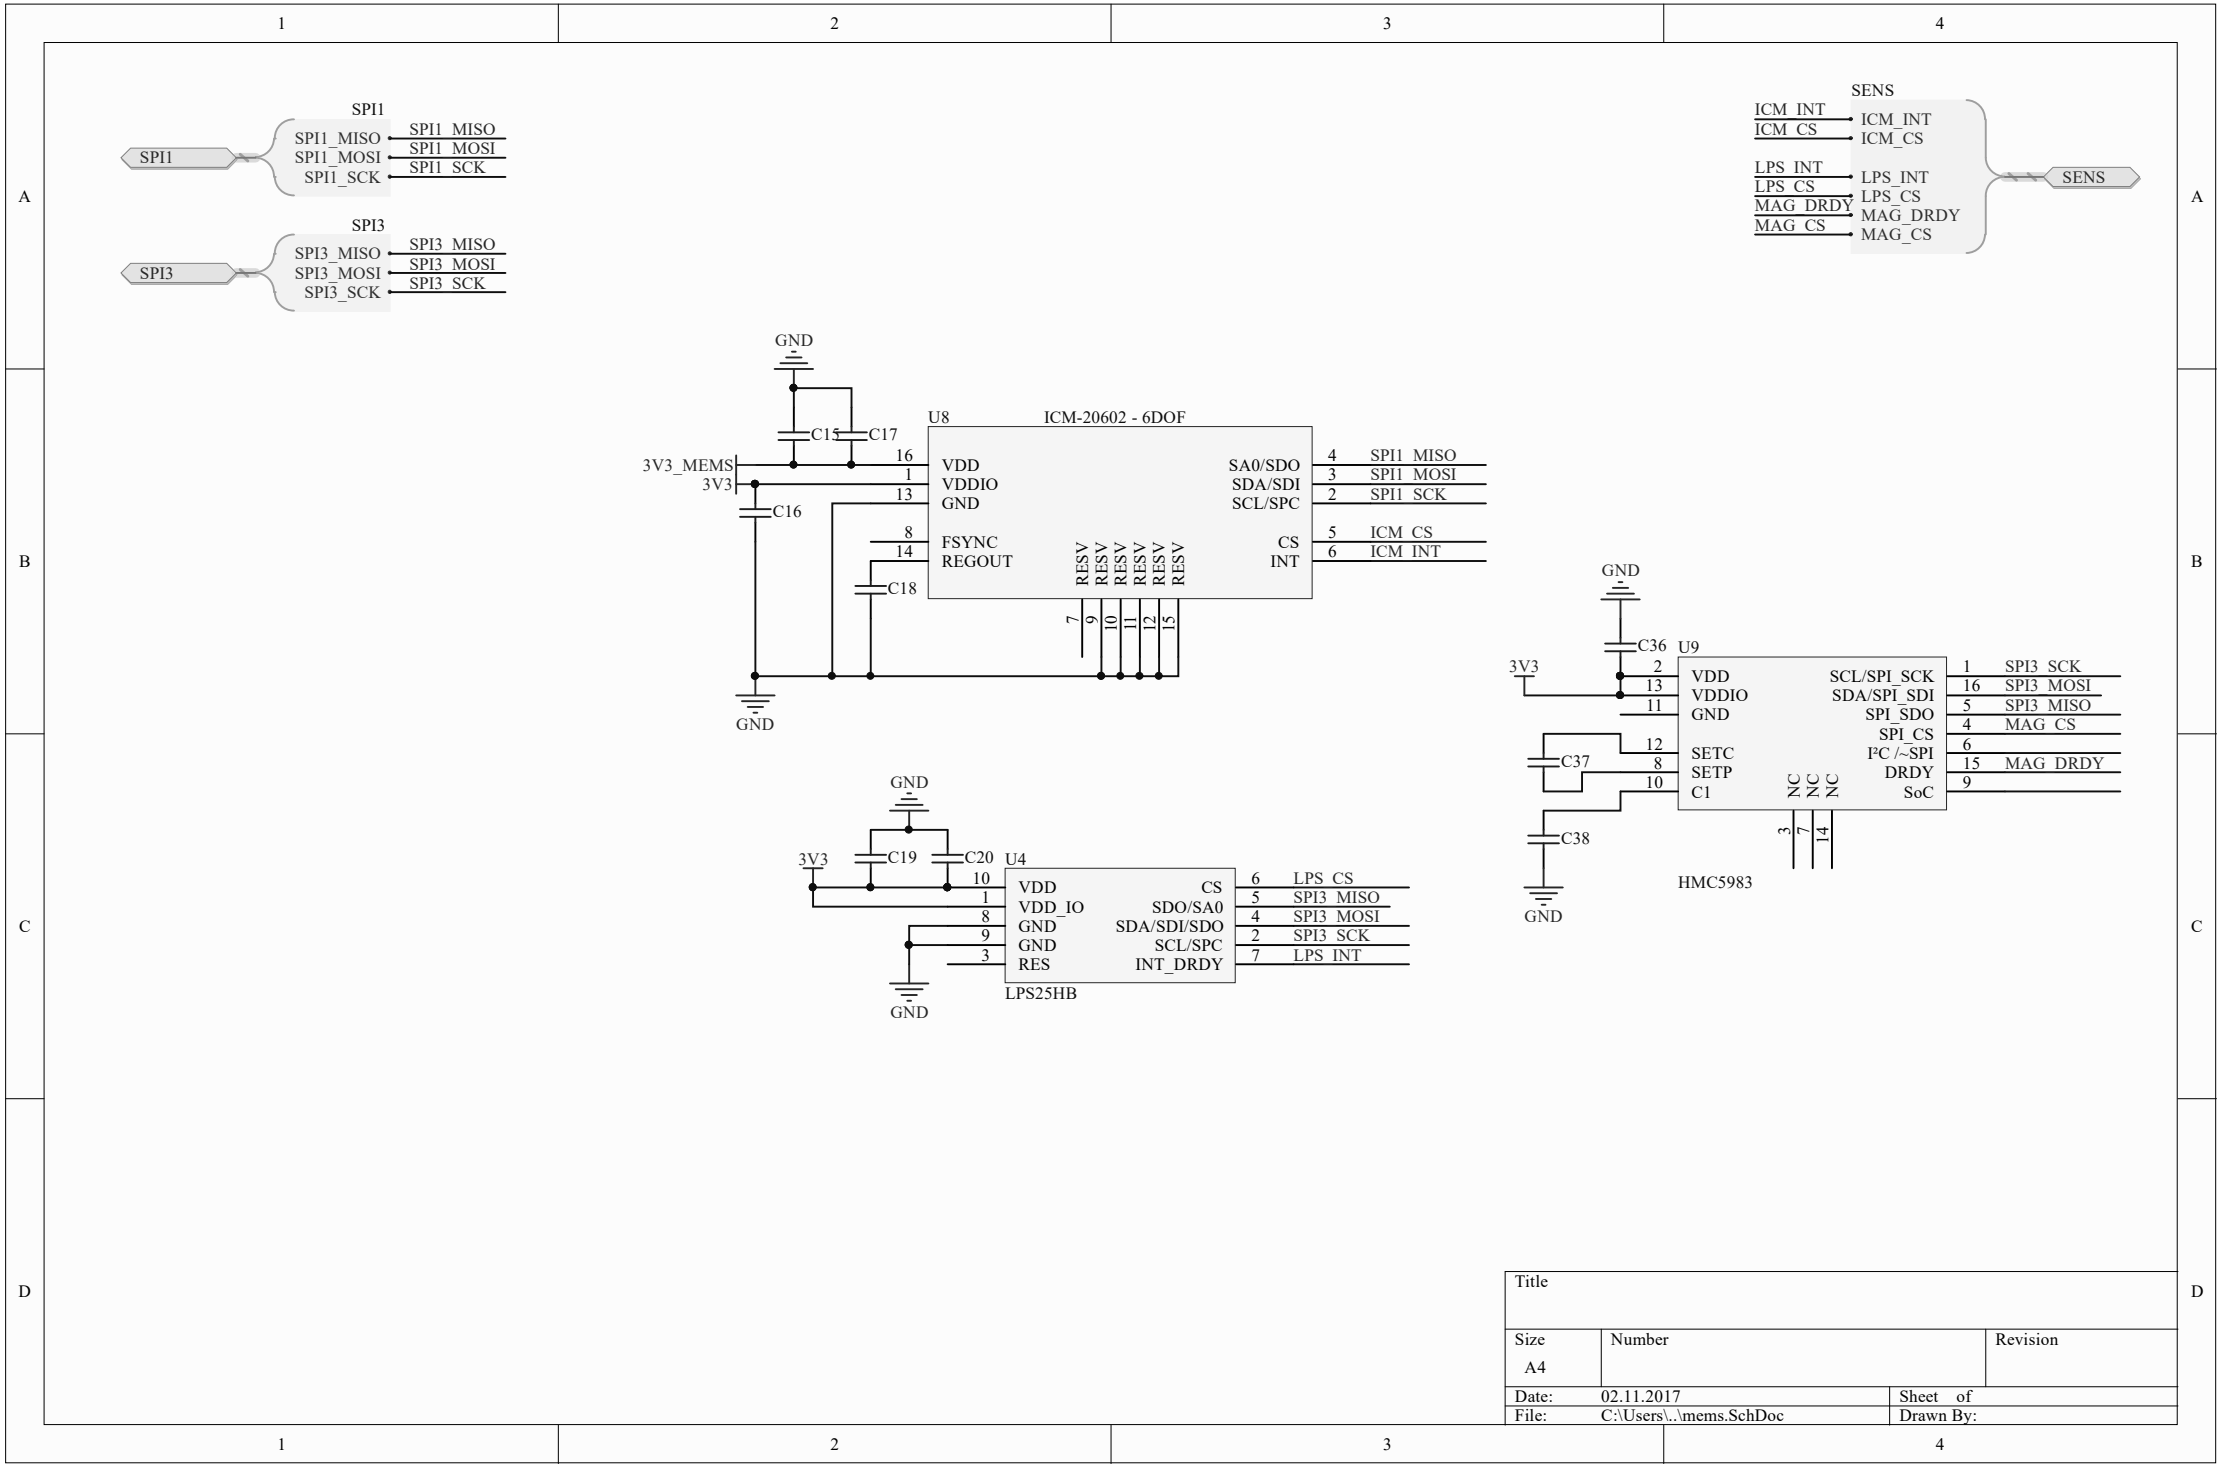 1 2 3 4
A A
B B
C C
D D
1 2 3 4
SPI1
SPI1
SPI1_MISO SPI1_MISO
SPI1_MOSI SPI1_MOSI
SPI1_SCK SPI1_SCK
SPI3
SPI3
SPI3_MISO SPI3_MISO
SPI3_MOSI SPI3_MOSI
SPI3_SCK SPI3_SCK
SENS
ICM_INT ICM_INT
ICM_CS ICM_CS
LPS_INT LPS_INT
LPS_CS LPS_CS
MAG_DRDY MAG_DRDY
MAG_CS MAG_CS
SENS
GND
C15 C17
U8 ICM-20602 - 6DOF
3V3_MEMS 16 VDD SA0/SDO 4 SPI1_MISO
3V3 1 VDDIO SDA/SDI 3 SPI1_MOSI
13 GND SCL/SPC 2 SPI1_SCK
C16
8 FSYNC CS 5 ICM_CS
14 REGOUT INT 6 ICM_INT
C18
RESV RESV RESV RESV RESV RESV
7 9 10 11 12 15
GND
GND
C36 U9
3V3
2 VDD SCL/SPI_SCK 1 SPI3_SCK
13 VDDIO SDA/SPI_SDI 16 SPI3_MOSI
11 GND SPI_SDO 5 SPI3_MISO
SPI_CS 4 MAG_CS
12 SETC I²C /~SPI 6
8 SETP DRDY 15 MAG_DRDY
10 C1 SoC 9
C37
C38
NC NC NC
3 7 14
HMC5983
GND
GND
C19 C20 U4
3V3
10 VDD CS 6 LPS_CS
1 VDD_IO SDO/SA0 5 SPI3_MISO
8 GND SDA/SDI/SDO 4 SPI3_MOSI
9 GND SCL/SPC 2 SPI3_SCK
3 RES INT_DRDY 7 LPS_INT
LPS25HB
GND
Title
Size Number Revision
A4
Date: 02.11.2017 Sheet of
File: C:\Users\..\mems.SchDoc Drawn By: